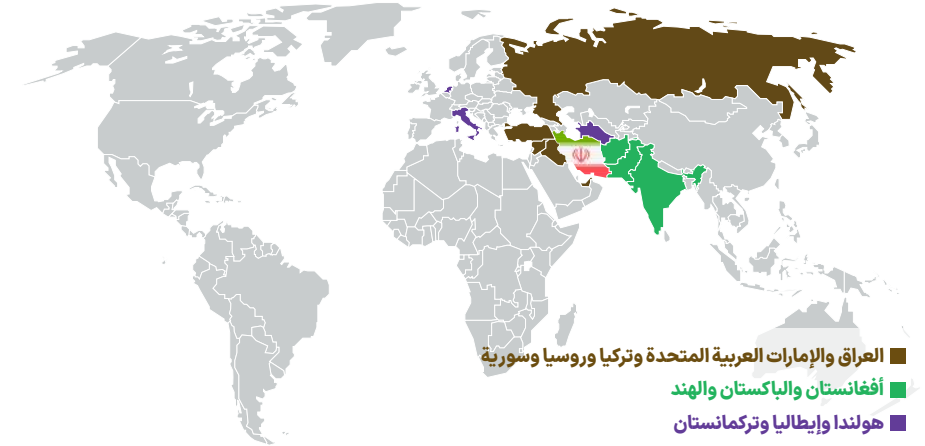 العراق والإمارات العربية المتحدة وتركيا وروسيا وسورية
أفغانستان والباكستان والهند
هولندا وإيطاليا وتركمانستان